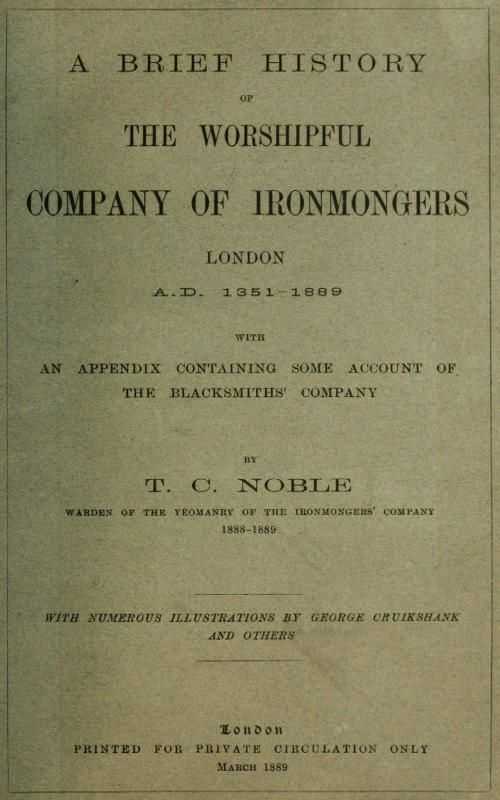 A BRIEF HISTORY
OF
THE WORSHIPFUL
COMPANY OF IRONMONGERS
LONDON
A.D. 1351-1889
WITH
AN APPENDIX CONTAINING SOME ACCOUNT OF
THE BLACKSMITHS' COMPANY
BY
T. C. NOBLE
WARDEN OF THE YEOMANRY OF THE IRONMONGERS' COMPANY
1888-1889
WITH NUMEROUS ILLUSTRATIONS BY GEORGE CRUIKSHANK
AND OTHERS
London
PRINTED FOR PRIVATE CIRCULATION ONLY
MARCH 1889